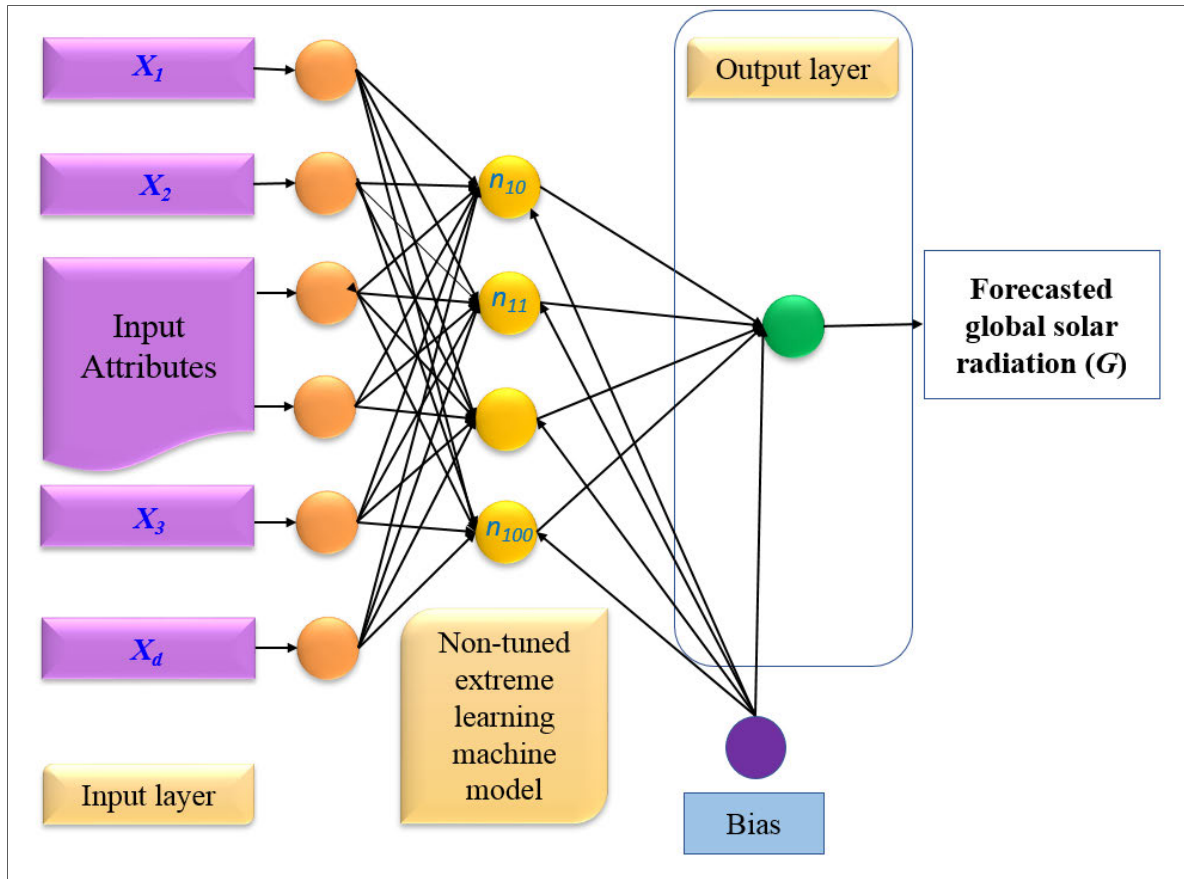 X1
X2
Input
Attributes
X3
Xd
Input layer
n10
n11
n100
Non-tuned
extreme
learning
machine
model
Output layer
Bias
Forecasted
global solar
radiation (G)